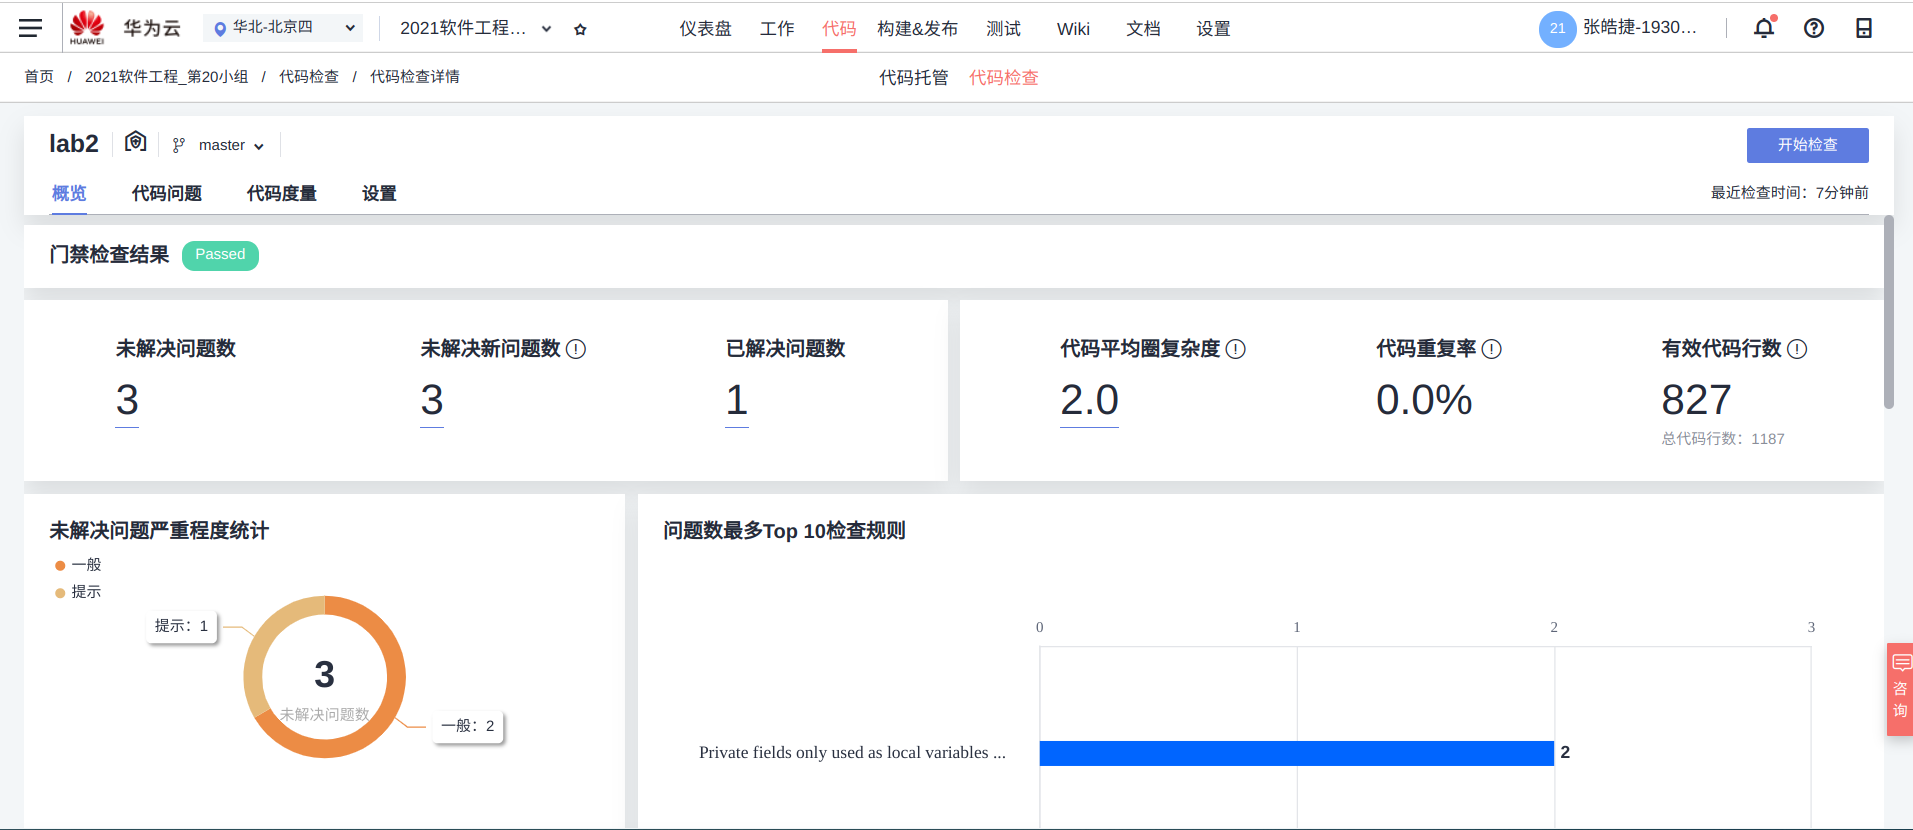 HUAWEI 华为云 华北-北京四 2021软件工程... 仪表盘 工作 代码 构建&发布 测试 Wiki 文档 设置 21 张皓捷-1930...
首页 / 2021软件工程_第20小组 / 代码检查 / 代码检查详情 代码托管 代码检查
lab2 master 开始检查
概览 代码问题 代码度量 设置 最近检查时间：7分钟前
门禁检查结果 Passed
未解决问题数 未解决新问题数 已解决问题数 代码平均圈复杂度 代码重复率 有效代码行数
3 3 1 2.0 0.0% 827
总代码行数：1187
未解决问题严重程度统计 问题数最多Top 10检查规则
一般
提示
提示：1
3
未解决问题数
一般：2
0 1 2 3
Private fields only used as local variables ... 2
咨
询